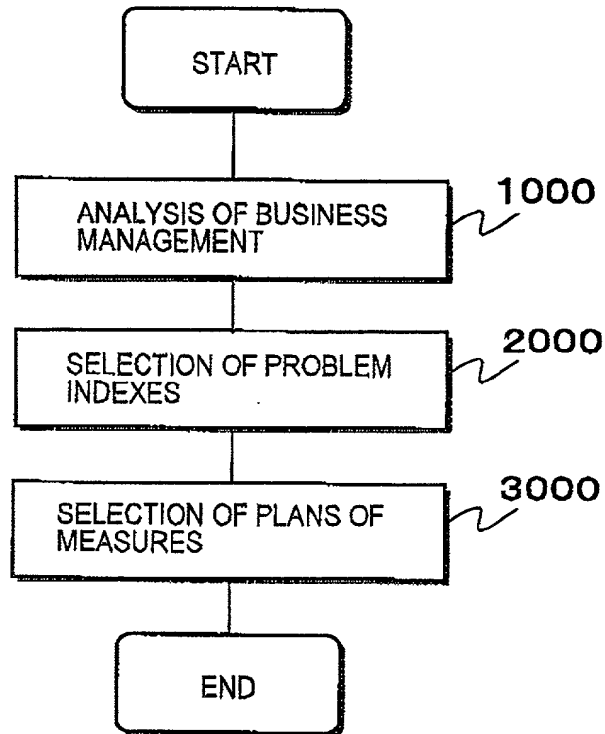 START
ANALYSIS OF BUSINESS
MANAGEMENT
1000
SELECTION OF PROBLEM
INDEXES
2000
SELECTION OF PLANS OF
MEASURES
3000
END